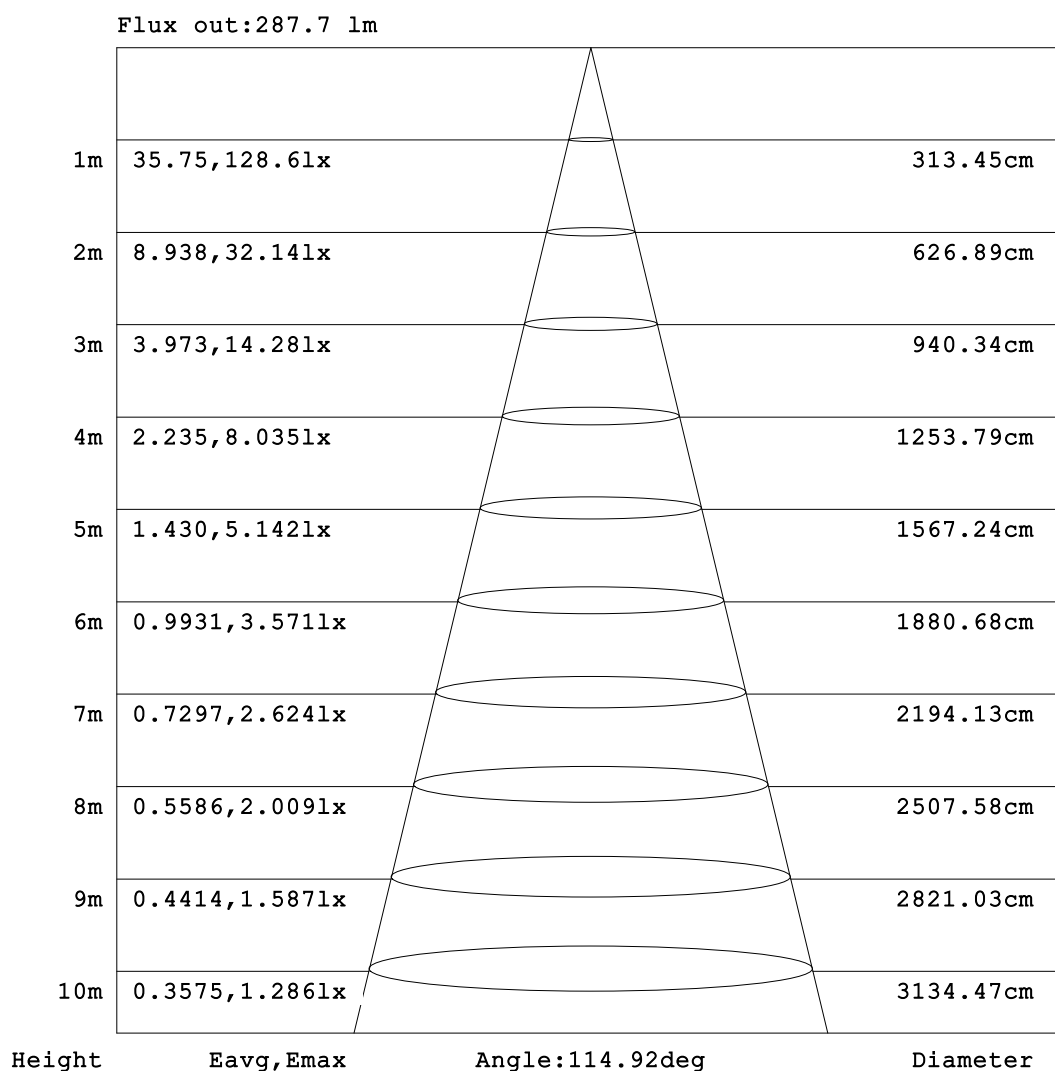 Flux out:287.7 lm
1m 35.75,128.6lx 313.45cm
2m 8.938,32.14lx 626.89cm
3m 3.973,14.28lx 940.34cm
4m 2.235,8.035lx 1253.79cm
5m 1.430,5.142lx 1567.24cm
6m 0.9931,3.571lx 1880.68cm
7m 0.7297,2.624lx 2194.13cm
8m 0.5586,2.009lx 2507.58cm
9m 0.4414,1.587lx 2821.03cm
10m 0.3575,1.286lx 3134.47cm
Height Eavg,Emax Angle:114.92deg Diameter